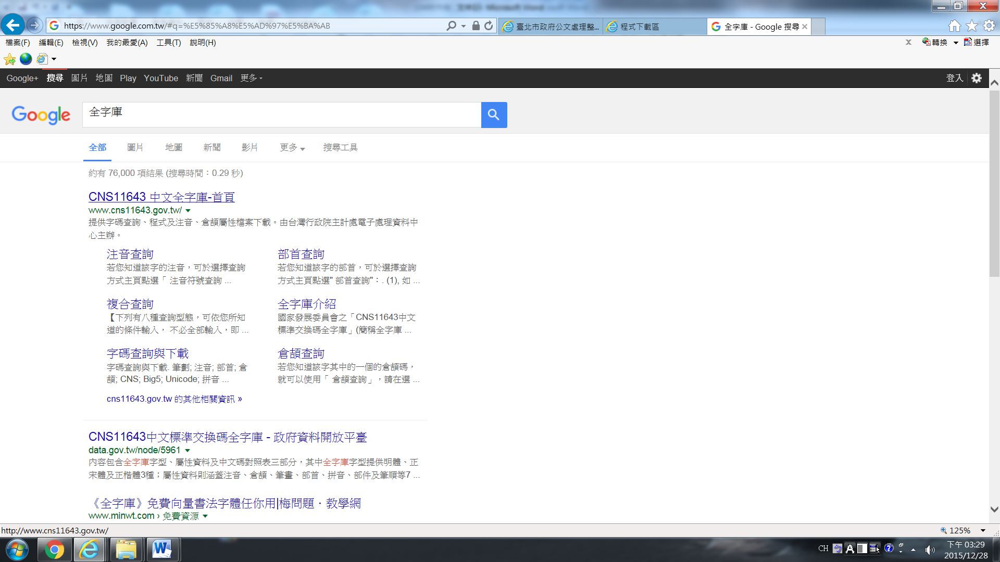 https://www.google.com.tw/#q=%E5%85%A8%E5%AD%97%E5%BA%AB
臺北市政府公文處理整...
程式下載區
全字庫 - Google 搜尋
檔案(F) 編輯(E) 檢視(V) 我的最愛(A) 工具(T) 說明(H)
轉換 選擇
Google+ 搜尋 圖片 地圖 Play YouTube 新聞 Gmail 更多
登入
Google
全字庫
全部 圖片 地圖 新聞 影片 更多 搜尋工具
約有 76,000 項結果 (搜尋時間：0.29 秒)
CNS11643 中文全字庫-首頁
www.cns11643.gov.tw/
提供字碼查詢、程式及注音、倉頡屬性檔案下載。由台灣行政院主計處電子處理資料中
心主辦。
注音查詢
若您知道該字的注音，可於選擇查詢
方式主頁點選「 注音符號查詢 ...
部首查詢
若您知道該字的部首，可於選擇查詢
方式主頁點選" 部首查詢"：. (1), 如 ...
複合查詢
【下列有八種查詢型態，可依您所知
道的條件輸入， 不必全部輸入，即 ...
全字庫介紹
國家發展委員會之「CNS11643中文
標準交換碼全字庫」(簡稱全字庫 ...
字碼查詢與下載
字碼查詢與下載. 筆劃; 注音; 部首; 倉
頡; CNS; Big5; Unicode; 拼音 ...
倉頡查詢
若您知道該字其中的一個的倉頡碼，
就可以使用「 倉頡查詢」，請在選 ...
cns11643.gov.tw 的其他相關資訊 »
CNS11643中文標準交換碼全字庫 - 政府資料開放平臺
data.gov.tw/node/5961
內容包含全字庫字型、屬性資料及中文碼對照表三部分，其中全字庫字型提供明體、正
宋體及正楷體3種；屬性資料則涵蓋注音、倉頡、筆畫、部首、拼音、部件及筆順等7 ...
《全字庫》免費向量書法字體任你用|梅問題．教學網
www.minwt.com › 免費資源
http://www.cns11643.gov.tw/
125%
CH
下午 03:29
2015/12/28